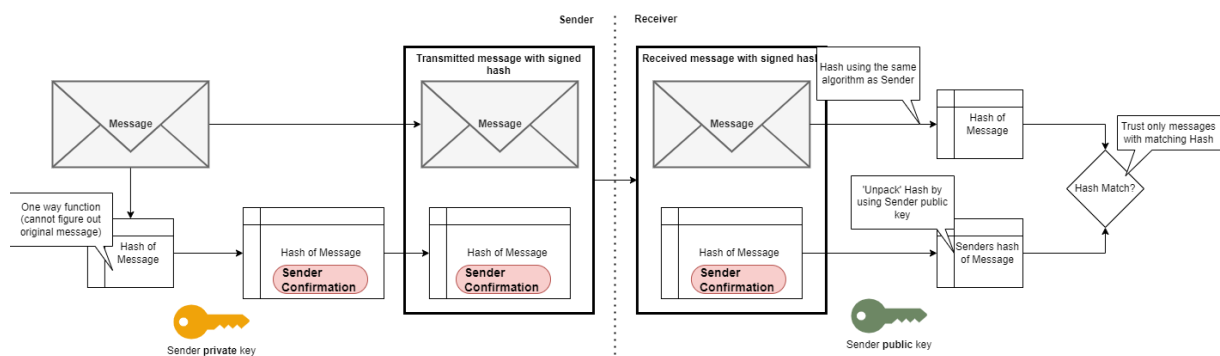 Sender
Receiver
Transmitted message with signed
hash
Received message with signed hash
Hash using the same
algorithm as Sender
Message
Message
Message
Hash of
Message
Trust only messages
with matching Hash
Hash Match?
One way function
(cannot figure out
original message)
Hash of
Message
Hash of Message
Sender
Confirmation
Hash of Message
Sender
Confirmation
Hash of Message
Sender
Confirmation
'Unpack' Hash by
using Sender public
key
Senders hash
of Message
Sender private key
Sender public key